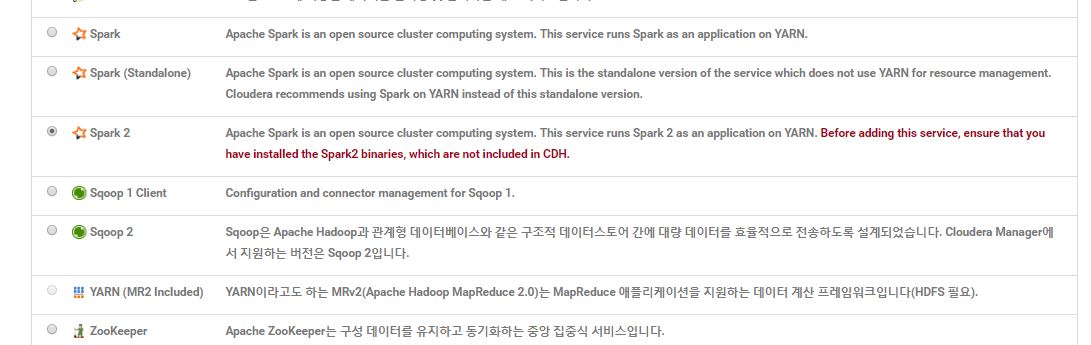 Spark Apache Spark is an open source cluster computing system. This service runs Spark as an application on YARN.
Spark (Standalone) Apache Spark is an open source cluster computing system. This is the standalone version of the service which does not use YARN for resource management.
Cloudera recommends using Spark on YARN instead of this standalone version.
Spark 2 Apache Spark is an open source cluster computing system. This service runs Spark 2 as an application on YARN. Before adding this service, ensure that you
have installed the Spark2 binaries, which are not included in CDH.
Sqoop 1 Client Configuration and connector management for Sqoop 1.
Sqoop 2 Sqoop은 Apache Hadoop과 관계형 데이터베이스와 같은 구조적 데이터스토어 간에 대량 데이터를 효율적으로 전송하도록 설계되었습니다. Cloudera Manager에
서 지원하는 버전은 Sqoop 2입니다.
YARN (MR2 Included) YARN이라고도 하는 MRv2(Apache Hadoop MapReduce 2.0)는 MapReduce 애플리케이션을 지원하는 데이터 계산 프레임워크입니다(HDFS 필요).
ZooKeeper Apache ZooKeeper는 구성 데이터를 유지하고 동기화하는 중앙 집중식 서비스입니다.